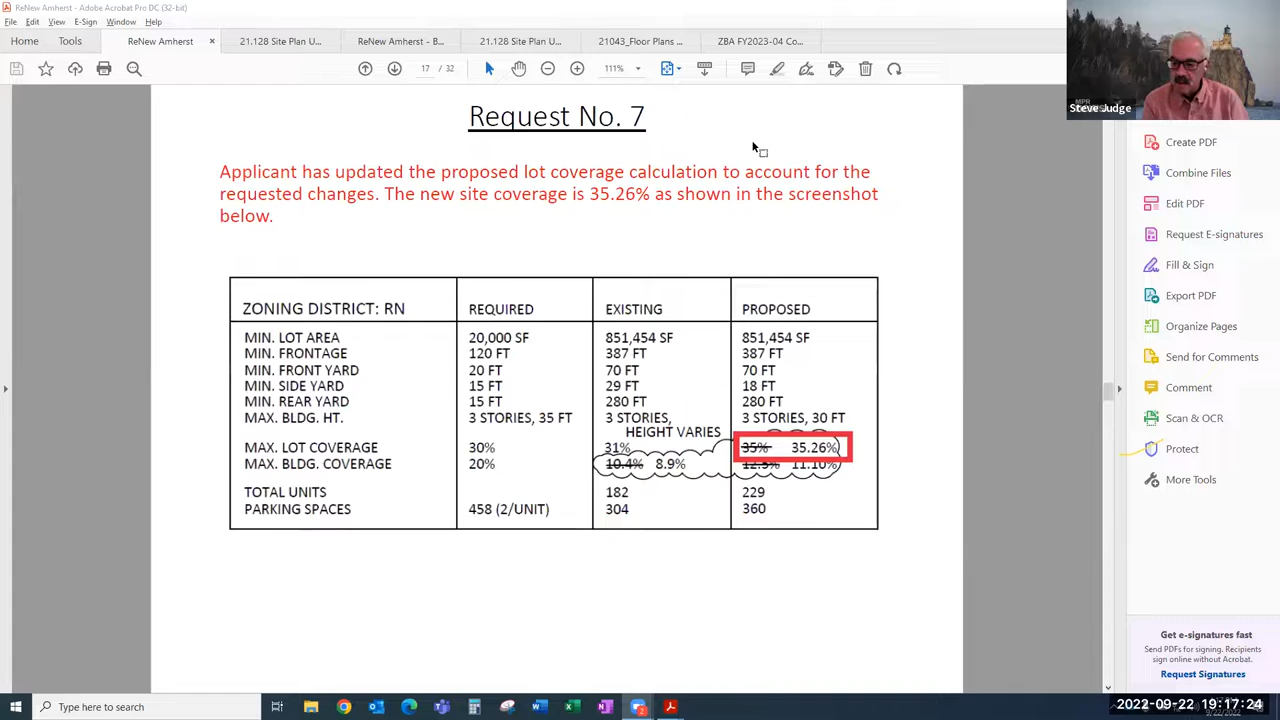 ReNew Amherst - Adobe Acrobat Pro DC (32-bit)
File Edit View E-Sign Window Help
Home Tools ReNew Amherst × 21.128 Site Plan U... ReNew Amherst - B... 21.128 Site Plan U... 21043_Floor Plans ... ZBA FY2023-04 Co...
17 / 32 111%
Steve Judge
Request No. 7
Applicant has updated the proposed lot coverage calculation to account for the
requested changes. The new site coverage is 35.26% as shown in the screenshot
below.
ZONING DISTRICT: RN REQUIRED EXISTING PROPOSED
MIN. LOT AREA 20,000 SF 851,454 SF 851,454 SF
MIN. FRONTAGE 120 FT 387 FT 387 FT
MIN. FRONT YARD 20 FT 70 FT 70 FT
MIN. SIDE YARD 15 FT 29 FT 18 FT
MIN. REAR YARD 15 FT 280 FT 280 FT
MAX. BLDG. HT. 3 STORIES, 35 FT 3 STORIES, 3 STORIES, 30 FT
HEIGHT VARIES
MAX. LOT COVERAGE 30% 31% 35% 35.26%
MAX. BLDG. COVERAGE 20% 10.4% 8.9% 12.5% 11.10%
TOTAL UNITS 182 229
PARKING SPACES 458 (2/UNIT) 304 360
Create PDF
Combine Files
Edit PDF
Request E-signatures
Fill & Sign
Export PDF
Organize Pages
Send for Comments
Comment
Scan & OCR
Protect
More Tools
Get e-signatures fast
Send PDFs for signing. Recipients
sign online without Acrobat.
Request Signatures
Type here to search
2022-09-22 19:17:24